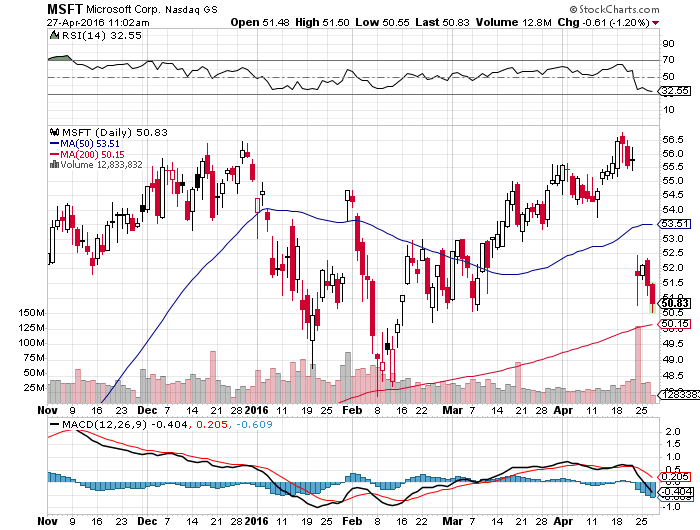 MSFT Microsoft Corp. Nasdaq GS © StockCharts.com
27-Apr-2016 11:02am Open 51.48 High 51.50 Low 50.55 Last 50.83 Volume 12.8M Chg -0.61 (-1.20%)
RSI(14) 32.55
90
70
50
32.55
10
MSFT (Daily) 50.83
MA(50) 53.51
MA(200) 50.15
Volume 12,833,832
56.5
56.0
55.5
55.0
54.5
54.0
53.51
53.0
52.5
52.0
51.5
51.0
50.83
50.5
50.15
49.5
49.0
48.5
48.0
150M
125M
100M
75M
50M
25M
Nov 9 16 23 Dec 7 14 21 28 2016 11 19 25 Feb 8 16 22 Mar 7 14 21 28 Apr 11 18 25
MACD(12,26,9) -0.404, 0.205, -0.609
2.0
1.5
1.0
0.5
0.205
-0.404
-1.0
Nov 9 16 23 Dec 7 14 21 28 2016 11 19 25 Feb 8 16 22 Mar 7 14 21 28 Apr 11 18 25